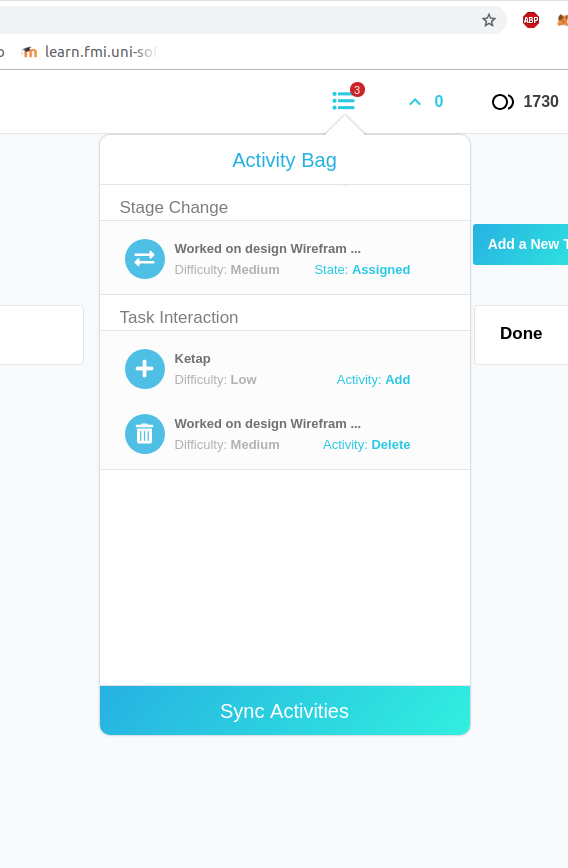 learn.fmi.uni-sof
3
0
1730
Activity Bag
Stage Change
Worked on design Wirefram ...
Difficulty: Medium State: Assigned
Add a New T
Task Interaction
Done
Ketap
Difficulty: Low Activity: Add
Worked on design Wirefram ...
Difficulty: Medium Activity: Delete
Sync Activities
ABP